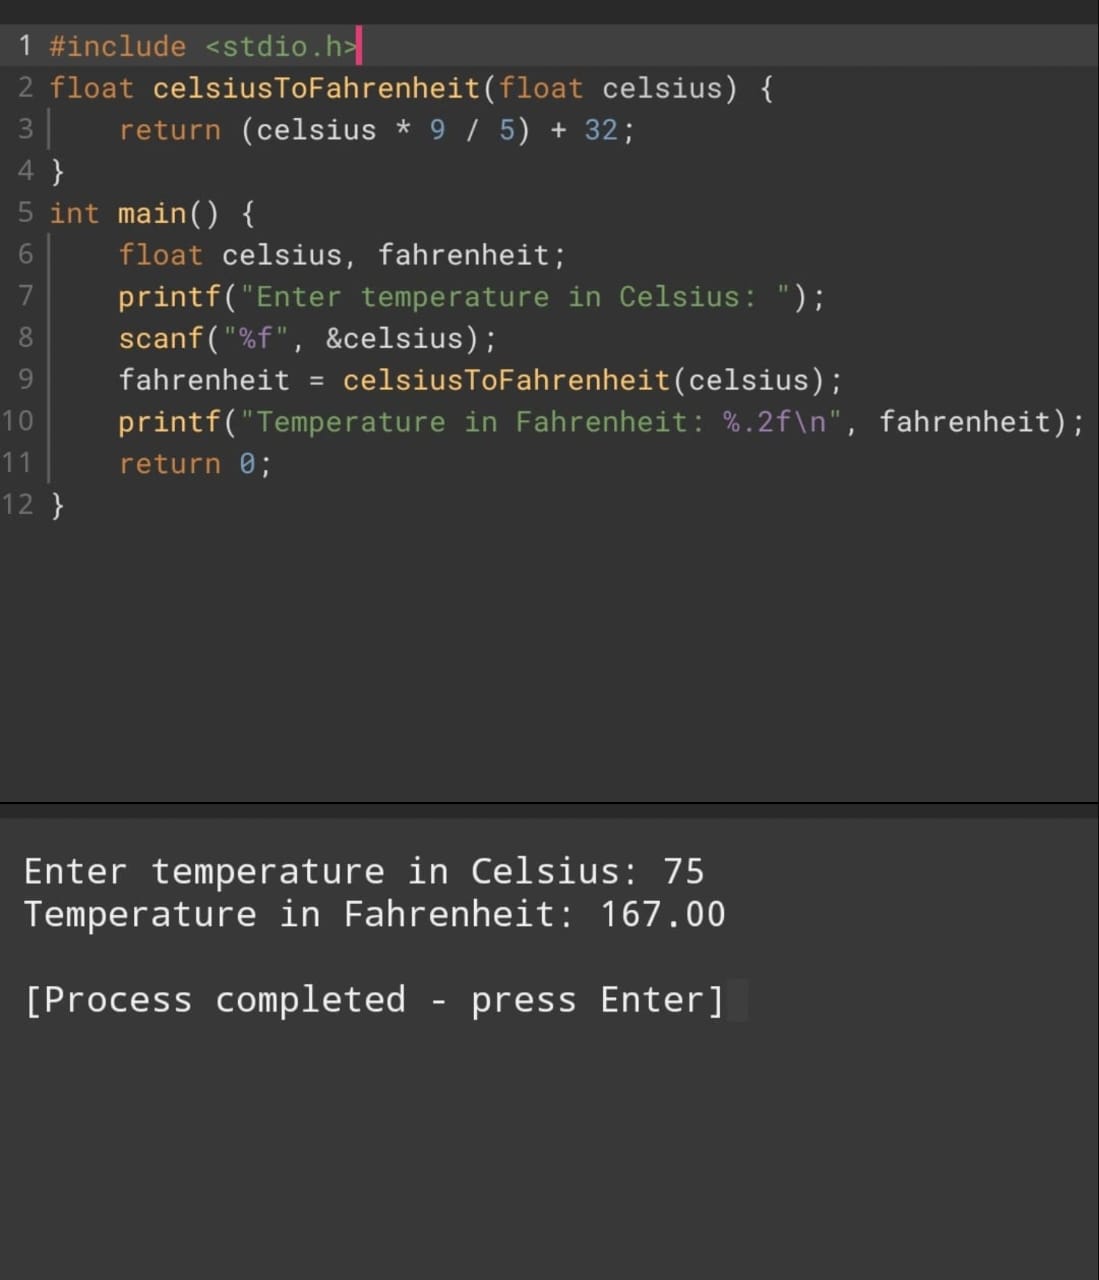 1 #include <stdio.h>
2 float celsiusToFahrenheit(float celsius) {
3     return (celsius * 9 / 5) + 32;
4 }
5 int main() {
6     float celsius, fahrenheit;
7     printf("Enter temperature in Celsius: ");
8     scanf("%f", &celsius);
9     fahrenheit = celsiusToFahrenheit(celsius);
10     printf("Temperature in Fahrenheit: %.2f\n", fahrenheit);
11     return 0;
12 }
Enter temperature in Celsius: 75
Temperature in Fahrenheit: 167.00
[Process completed - press Enter]